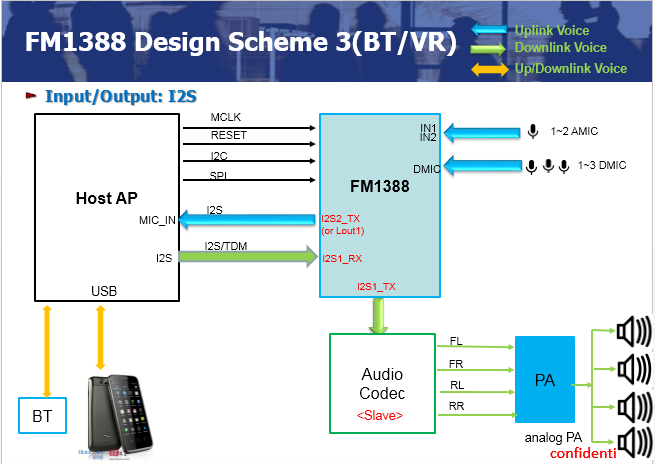 FM1388 Design Scheme 3(BT/VR)
Uplink Voice
Downlink Voice
Up/Downlink Voice
Input/Output: I2S
MCLK
RESET
I2C
SPI
Host AP
MIC_IN
I2S
I2S/TDM
I2S
USB
IN1
IN2
DMIC
FM1388
I2S2_TX
(or Lout1)
I2S1_RX
I2S1_TX
1~2 AMIC
1~3 DMIC
Audio
Codec
<Slave>
FL
FR
RL
RR
PA
analog PA
BT
confidenti